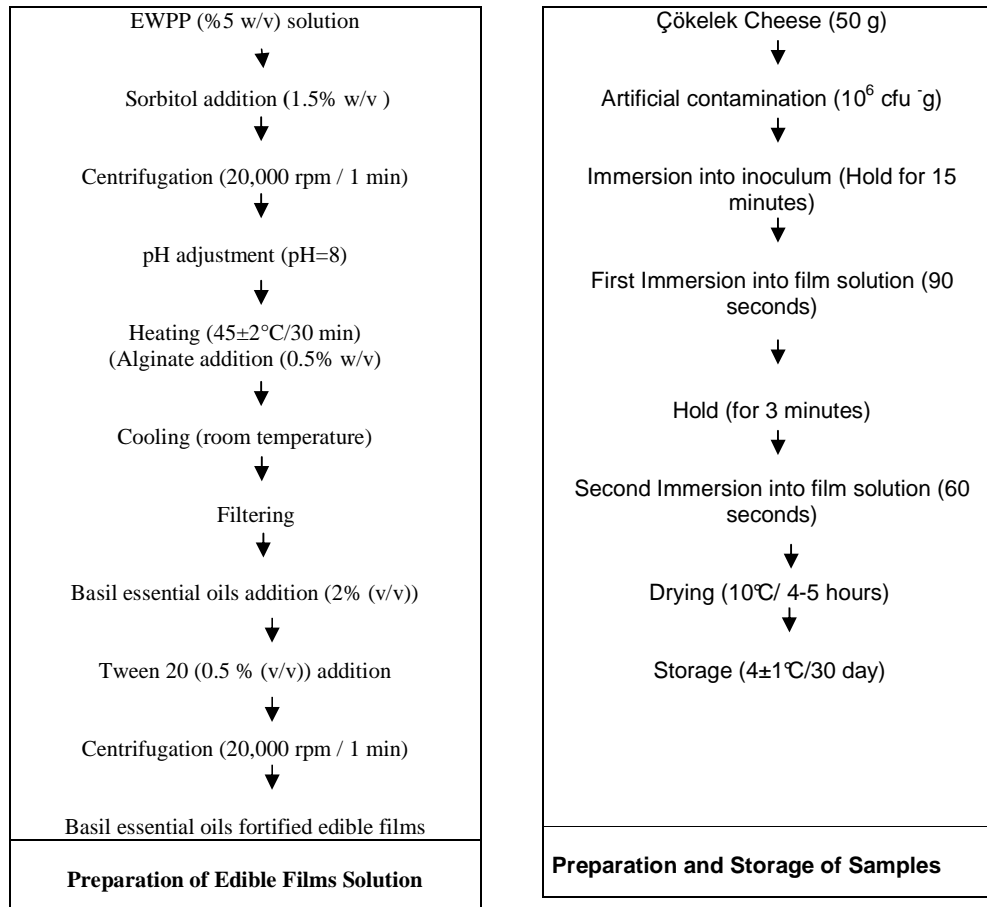 EWPP (%5 w/v) solution
Sorbitol addition (1.5% w/v )
Centrifugation (20,000 rpm / 1 min)
pH adjustment (pH=8)
Heating (45±2°C/30 min)
(Alginate addition (0.5% w/v)
Cooling (room temperature)
Filtering
Basil essential oils addition (2% (v/v))
Tween 20 (0.5 % (v/v)) addition
Centrifugation (20,000 rpm / 1 min)
Basil essential oils fortified edible films
Preparation of Edible Films Solution
Çökelek Cheese (50 g)
Artificial contamination (10⁶ cfu ⁻g)
Immersion into inoculum (Hold for 15
minutes)
First Immersion into film solution (90
seconds)
Hold (for 3 minutes)
Second Immersion into film solution (60
seconds)
Drying (10°C/ 4-5 hours)
Storage (4±1°C/30 day)
Preparation and Storage of Samples